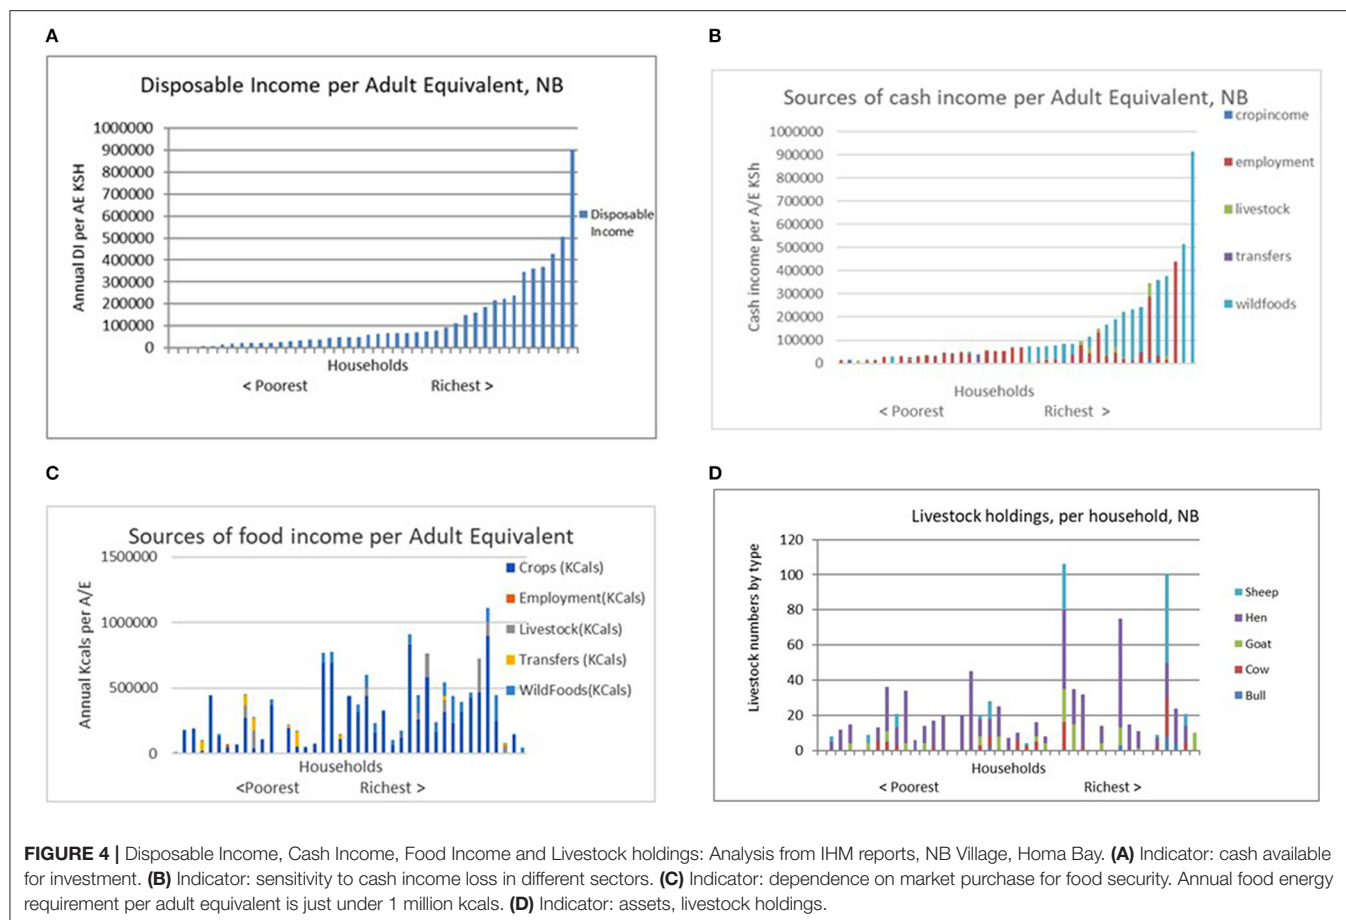 A
Disposable Income per Adult Equivalent, NB
Annual DI per AE KSH
1000000
900000
800000
700000
600000
500000
400000
300000
200000
100000
0
Disposable
Income
Households
< Poorest
Richest >
B
Sources of cash income per Adult Equivalent, NB
Cash income per A/E KSh
1000000
900000
800000
700000
600000
500000
400000
300000
200000
100000
0
cropincome
employment
livestock
transfers
wildfoods
Households
< Poorest
Richest >
C
Sources of food income per Adult Equivalent
Annual Kcals per A/E
1500000
1000000
500000
0
Crops (KCals)
Employment(KCals)
Livestock(KCals)
Transfers (KCals)
WildFoods(KCals)
Households
<Poorest
Richest >
D
Livestock holdings, per household, NB
Livestock numbers by type
120
100
80
60
40
20
0
Sheep
Hen
Goat
Cow
Bull
Households
< Poorest
Richest >
FIGURE 4 | Disposable Income, Cash Income, Food Income and Livestock holdings: Analysis from IHM reports, NB Village, Homa Bay. (A) Indicator: cash available
for investment. (B) Indicator: sensitivity to cash income loss in different sectors. (C) Indicator: dependence on market purchase for food security. Annual food energy
requirement per adult equivalent is just under 1 million kcals. (D) Indicator: assets, livestock holdings.